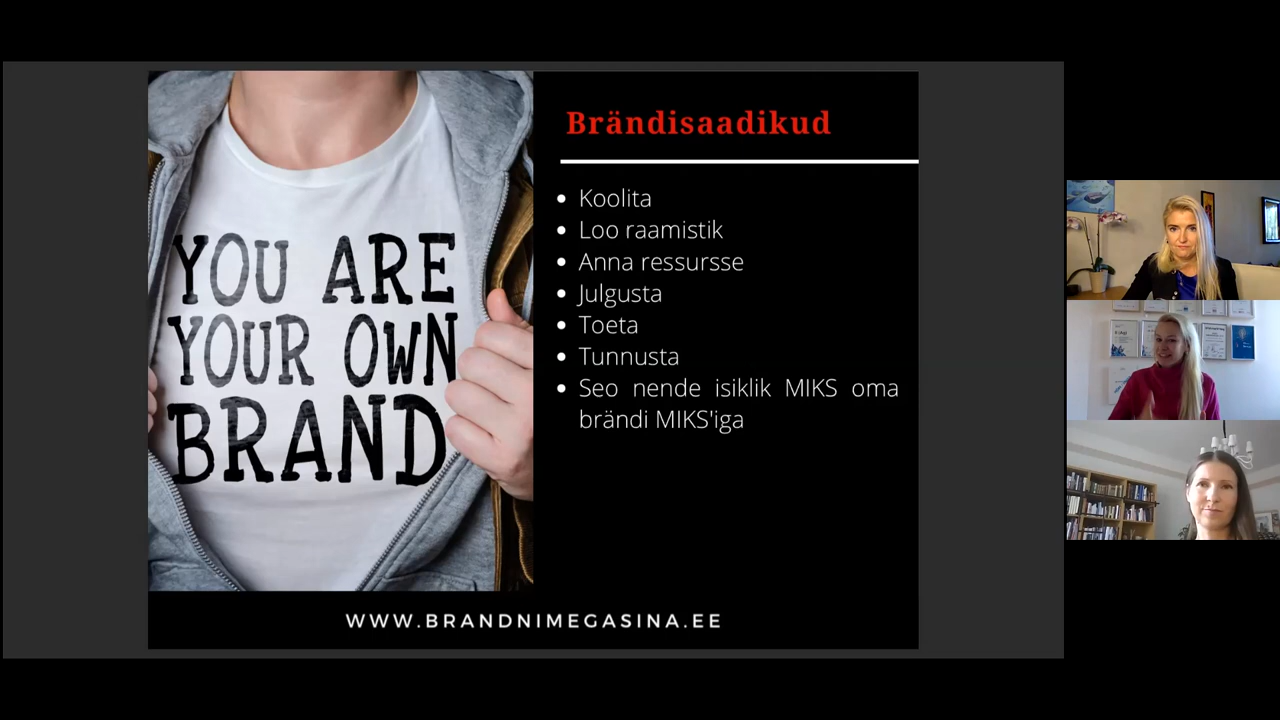 YOU ARE
YOUR OWN
BRAND
Brändisaadikud
Koolita
Loo raamistik
Anna ressursse
Julgusta
Toeta
Tunnusta
Seo nende isiklik MIKS oma
brändi MIKS'iga
WWW.BRANDNIMEGASINA.EE